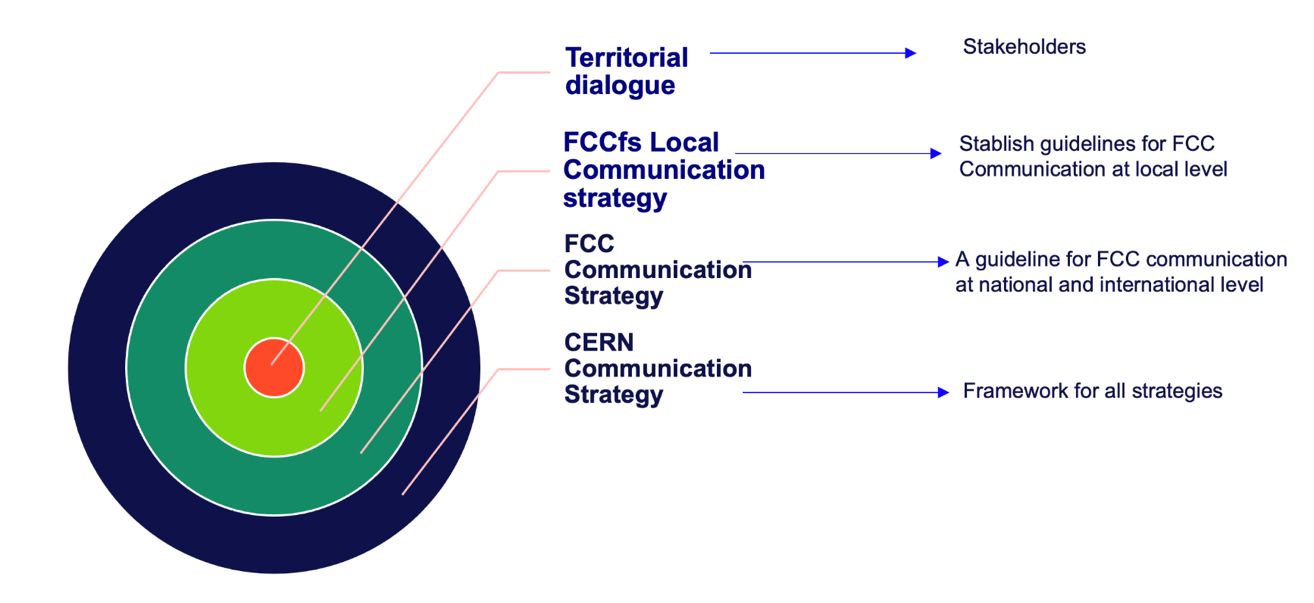 Territorial
dialogue
Stakeholders
FCCfs Local
Communication
strategy
Stablish guidelines for FCC
Communication at local level
FCC
Communication
Strategy
A guideline for FCC communication
at national and international level
CERN
Communication
Strategy
Framework for all strategies